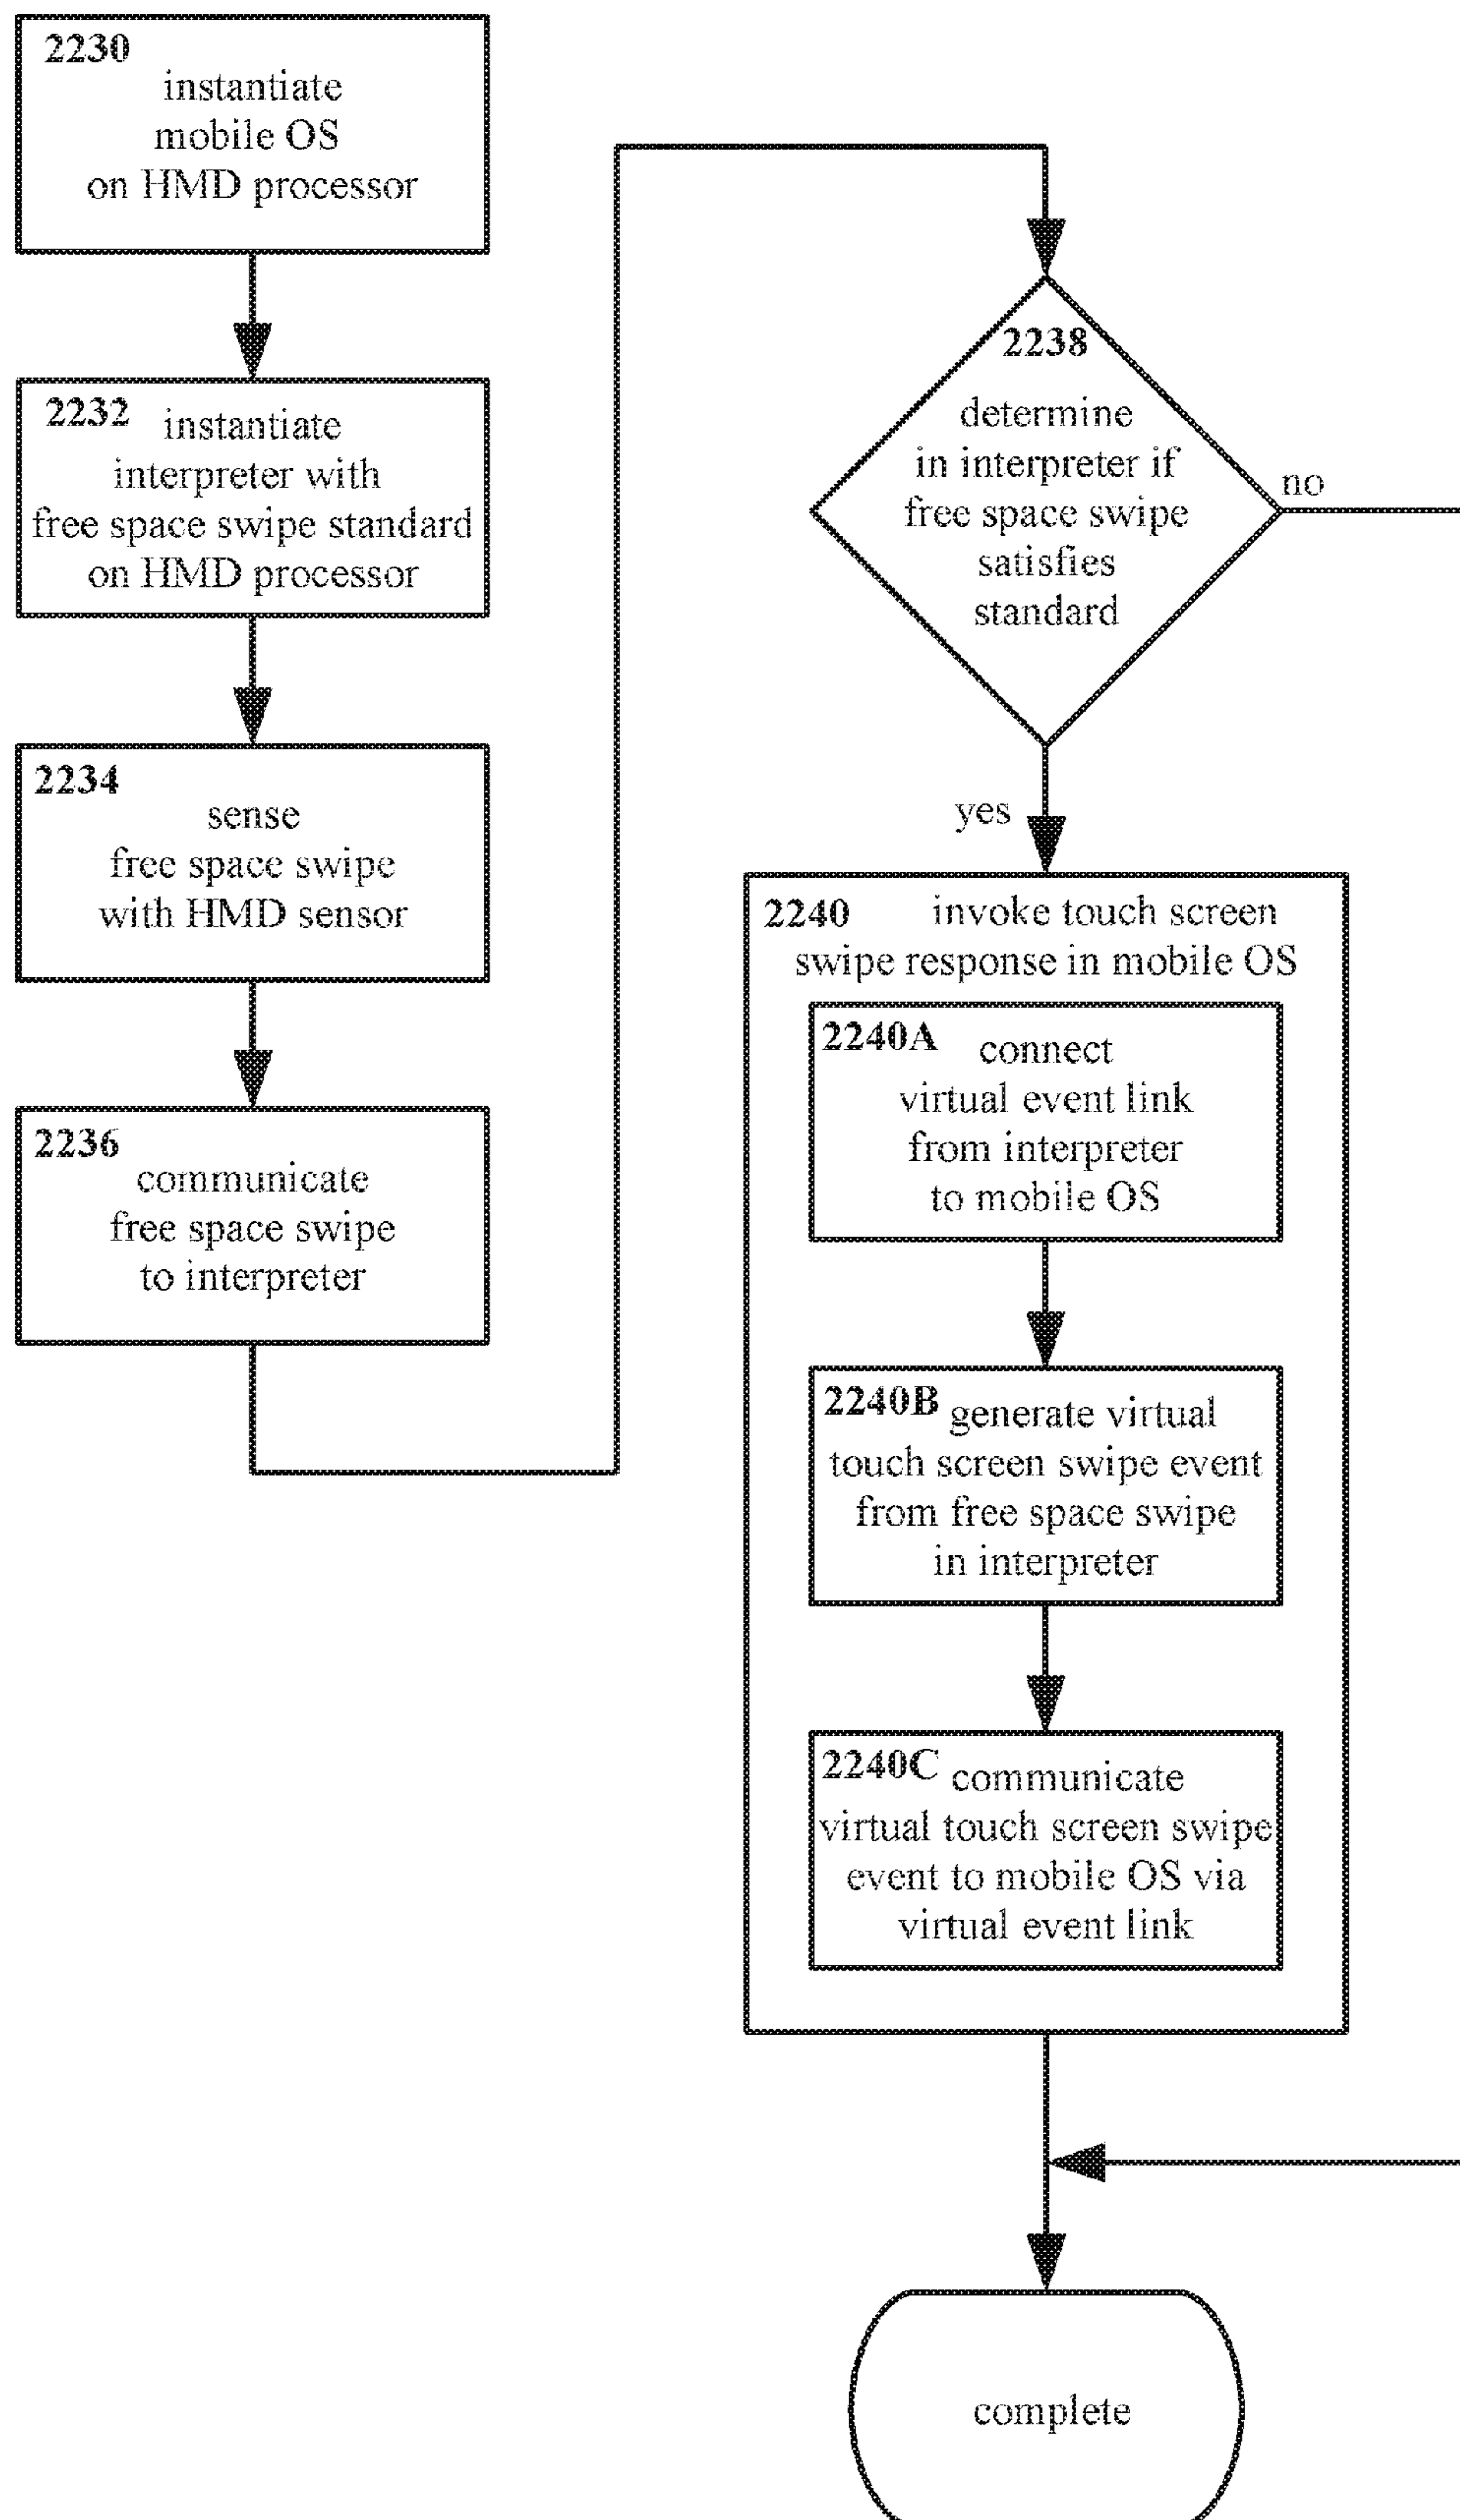 2230
instantiate
mobile OS
on HMD processor
2232 instantiate
interpreter with
free space swipe standard
on HMD processor
2234
sense
free space swipe
with HMD sensor
2236
communicate
free space swipe
to interpreter
2238
determine
in interpreter if
free space swipe
satisfies
standard
no
yes
2240 invoke touch screen
swipe response in mobile OS
2240A connect
virtual event link
from interpreter
to mobile OS
2240B generate virtual
touch screen swipe event
from free space swipe
in interpreter
2240C communicate
virtual touch screen swipe
event to mobile OS via
virtual event link
complete